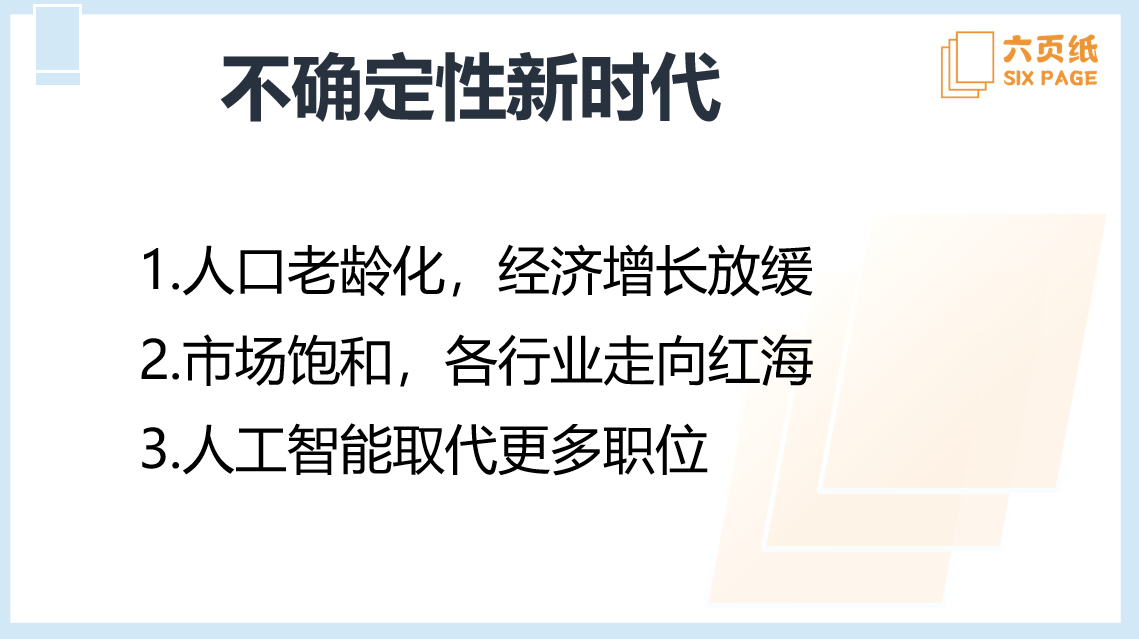 不确定性新时代
六页纸
SIX PAGE
1.人口老龄化，经济增长放缓
2.市场饱和，各行业走向红海
3.人工智能取代更多职位